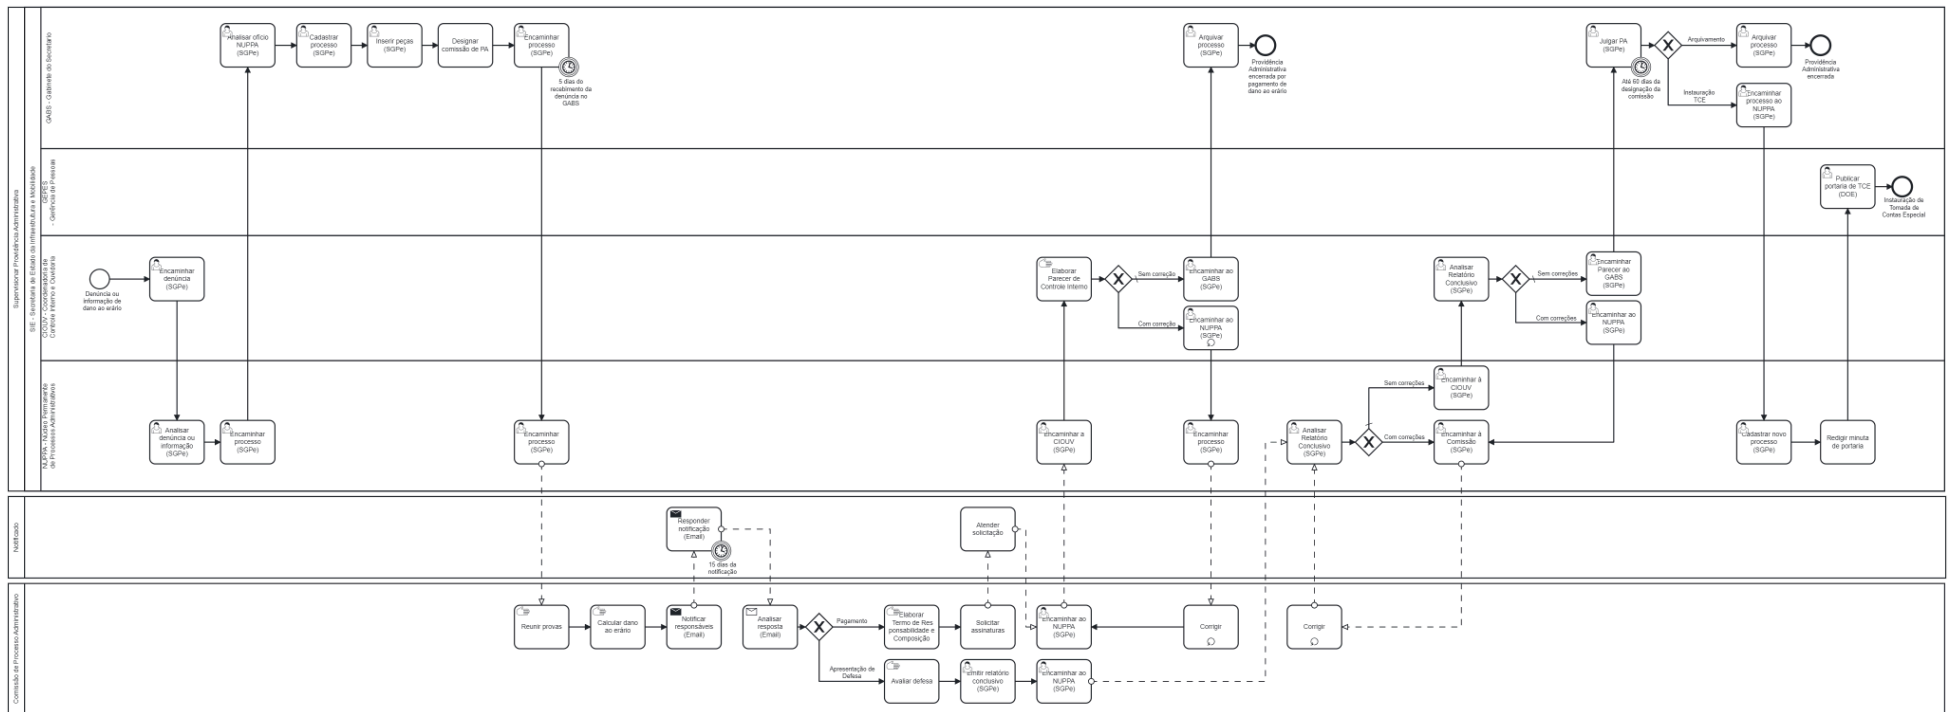 Supervisionar Providência Administrativa
SIE - Secretaria de Estado da Infraestrutura e Mobilidade
GABS - Gabinete do Secretário
Analisar ofício
NUPPA
(SGPe)
Cadastrar
processo
(SGPe)
Inserir peças
(SGPe)
Designar
comissão de PA
Encaminhar
processo
(SGPe)
5 dias do
recebimento da
denúncia no
GABS
Arquivar
processo
(SGPe)
Providência
Administrativa
encerrada por
pagamento de
dano ao erário
Julgar PA
(SGPe)
Até 60 dias da
designação da
comissão
Arquivamento
Arquivar
processo
(SGPe)
Providência
Administrativa
encerrada
Instauração
TCE
Encaminhar
processo ao
NUPPA
(SGPe)
GEPES
- Gerência de Pessoas
Publicar
portaria de TCE
(DOE)
Instauração de
Tomada de
Contas Especial
CIOUV - Coordenadoria de
Controle Interno e Ouvidoria
Denúncia ou
informação de
dano ao erário
Encaminhar
denúncia
(SGPe)
Elaborar
Parecer de
Controle Interno
Sem correção
Encaminhar ao
GABS
(SGPe)
Com correção
Encaminhar ao
NUPPA
(SGPe)
Analisar
Relatório
Conclusivo
(SGPe)
Sem correções
Encaminhar
Parecer ao
GABS
(SGPe)
Com correções
Encaminhar ao
NUPPA
(SGPe)
NUPPA - Núcleo Permanente
de Processos Administrativos
Analisar
denúncia ou
informação
(SGPe)
Encaminhar
processo
(SGPe)
Encaminhar
processo
(SGPe)
Encaminhar a
CIOUV
(SGPe)
Encaminhar
processo
(SGPe)
Analisar
Relatório
Conclusivo
(SGPe)
Sem correções
Encaminhar à
CIOUV
(SGPe)
Com correções
Encaminhar à
Comissão
(SGPe)
Cadastrar novo
processo
(SGPe)
Redigir minuta
de portaria
Notificado
Responder
notificação
(Email)
15 dias da
notificação
Atender
solicitação
Comissão de Processo Administrativo
Reunir provas
Calcular dano
ao erário
Notificar
responsáveis
(Email)
Analisar
resposta
(Email)
Pagamento
Elaborar
Termo de Res
ponsabilidade e
Composição
Solicitar
assinaturas
Encaminhar ao
NUPPA
(SGPe)
Corrigir
Corrigir
Apresentação de
Defesa
Avaliar defesa
Emitir relatório
conclusivo
(SGPe)
Encaminhar ao
NUPPA
(SGPe)